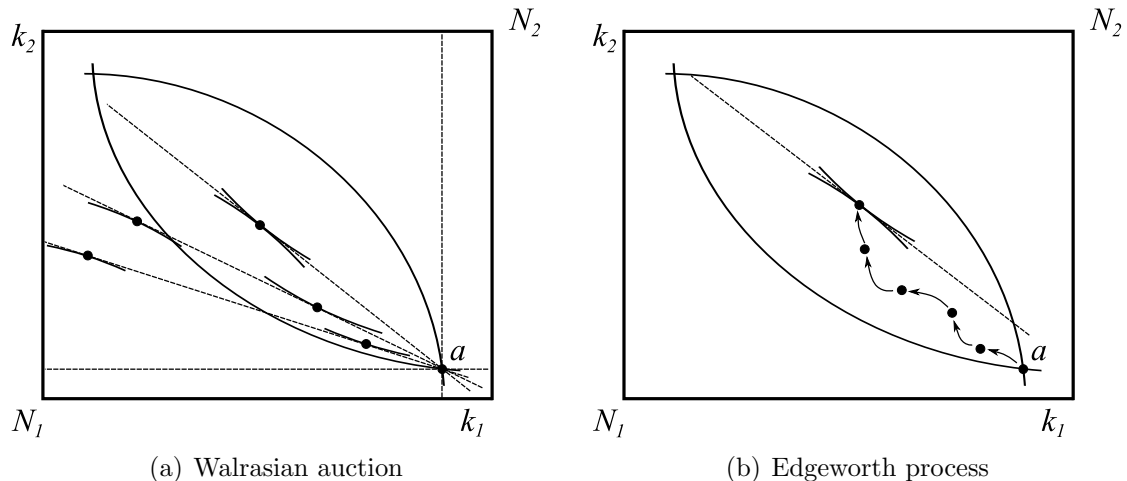 N₂ N₂
k₂ k₂
a a
N₁ k₁ N₁ k₁
(a) Walrasian auction (b) Edgeworth process